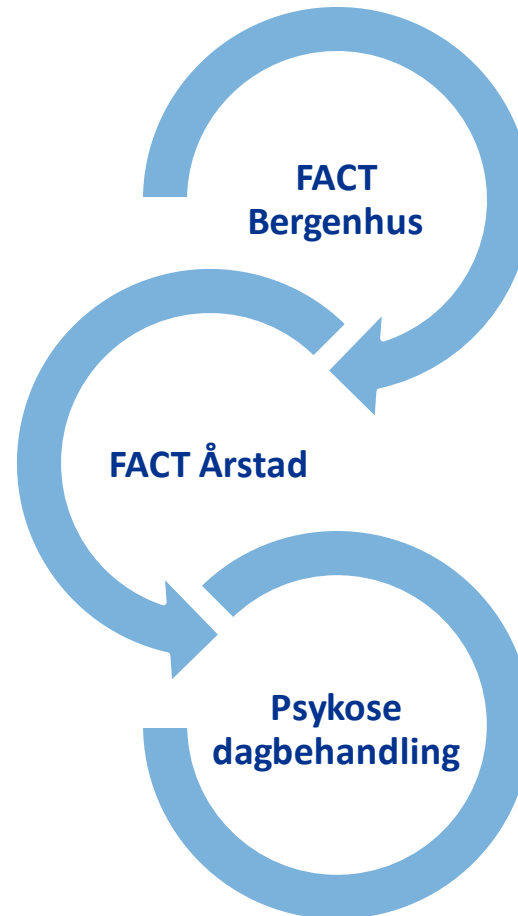 FACT
Bergenhus
FACT Årstad
Psykose
dagbehandling